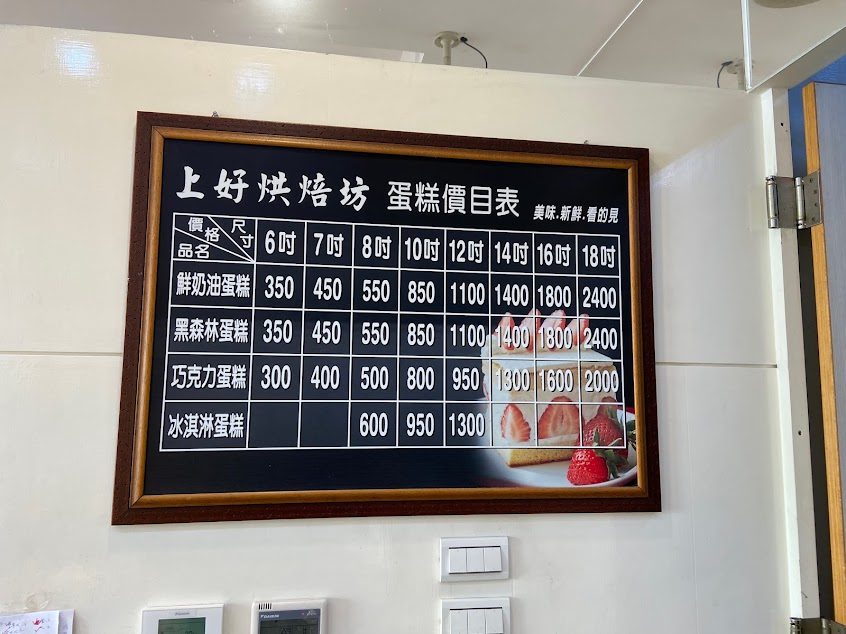 上好烘焙坊 蛋糕價目表 美味.新鮮.看的見
價格 尺寸 品名 6吋 7吋 8吋 10吋 12吋 14吋 16吋 18吋
鮮奶油蛋糕 350 450 550 850 1100 1400 1800 2400
黑森林蛋糕 350 450 550 850 1100 1400 1800 2400
巧克力蛋糕 300 400 500 800 950 1300 1600 2000
冰淇淋蛋糕 600 950 1300